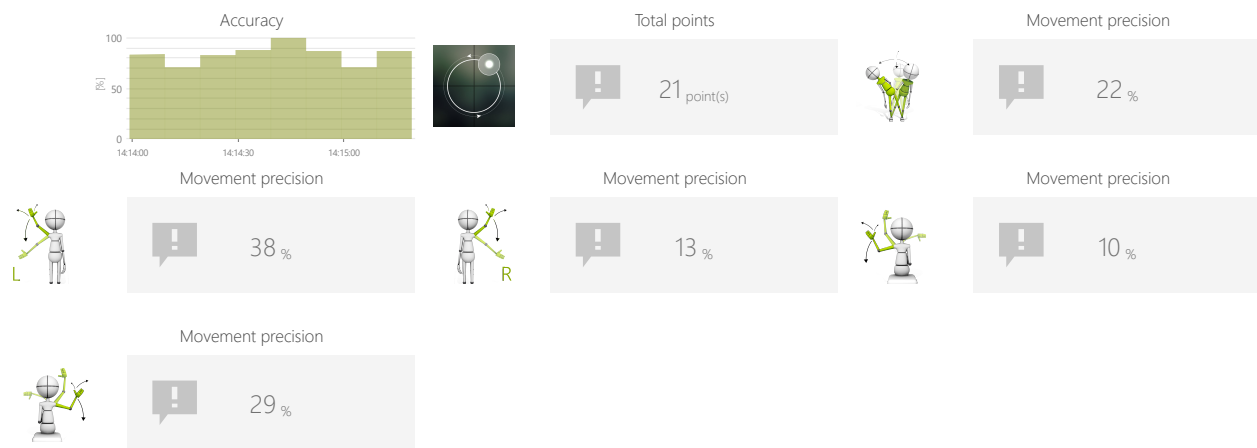 Accuracy
Total points
Movement precision
100
[%]
50
0
14:14:00
14:14:30
14:15:00
21 point(s)
22 %
Movement precision
Movement precision
Movement precision
L
38 %
R
13 %
10 %
Movement precision
29 %